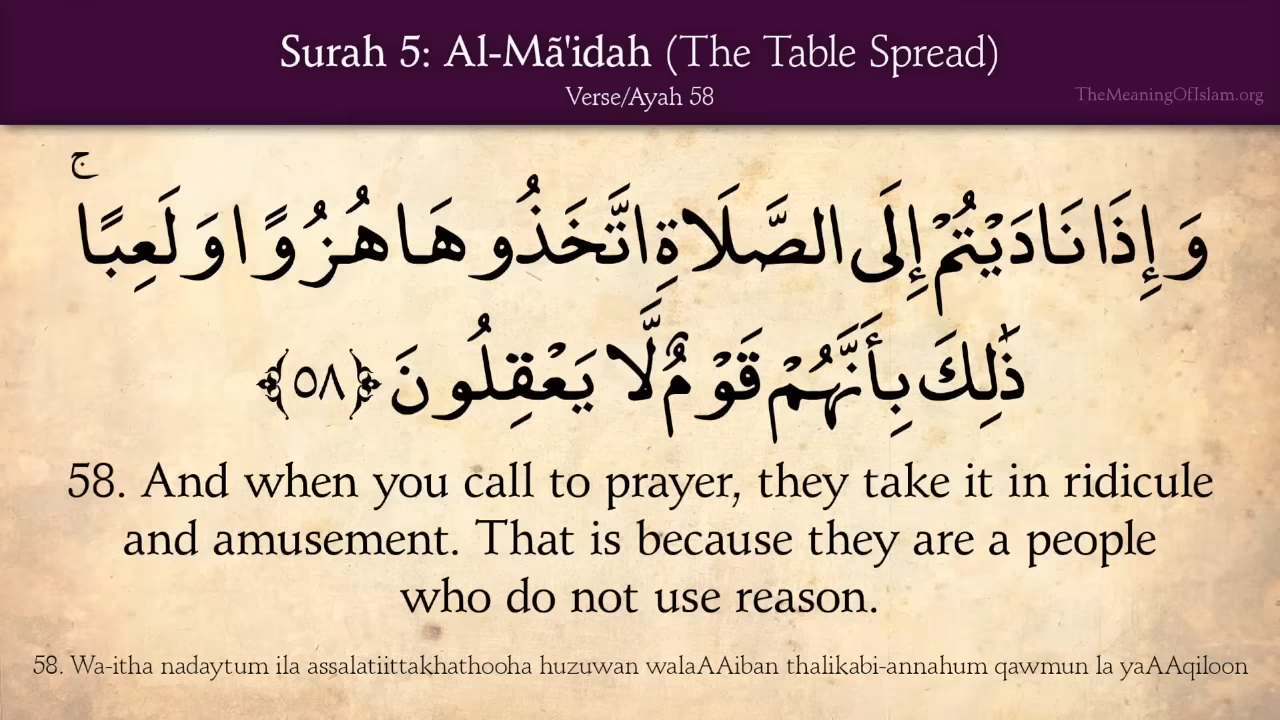 Surah 5: Al-Mã'idah (The Table Spread)
Verse/Ayah 58
TheMeaningOfIslam.org
وَإِذَا نَادَيْتُمْ إِلَى الصَّلَاةِ اتَّخَذُوهَا هُزُوًا وَلَعِبًا ۚ
ذَٰلِكَ بِأَنَّهُمْ قَوْمٌ لَّا يَعْقِلُونَ ﴿٥٨﴾
58. And when you call to prayer, they take it in ridicule
and amusement. That is because they are a people
who do not use reason.
58. Wa-itha nadaytum ila assalatiittakhathooha huzuwan walaAAiban thalikabi-annahum qawmun la yaAAqiloon